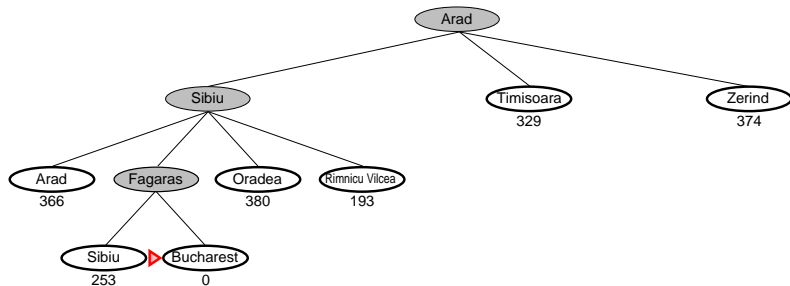 Arad
Sibiu
Timisoara
Zerind
329
374
Arad
Fagaras
Oradea
Rimnicu Vilcea
366
380
193
Sibiu
Bucharest
253
0